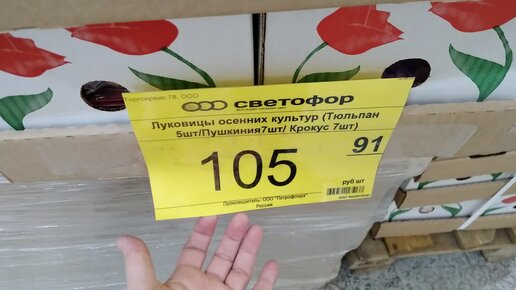 Торгсервис 78, ООО
СВЕТОФОР
Луковицы осенних культур (Тюльпан
5шт/Пушкиния7шт/ Крокус 7шт)
105 91
руб шт
Производитель: ООО "Петрофлора"
Россия